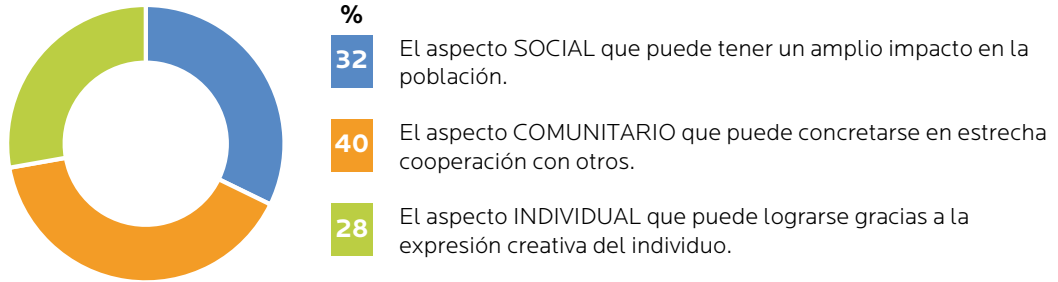 %
32
El aspecto SOCIAL que puede tener un amplio impacto en la
población.
40
El aspecto COMUNITARIO que puede concretarse en estrecha
cooperación con otros.
28
El aspecto INDIVIDUAL que puede lograrse gracias a la
expresión creativa del individuo.